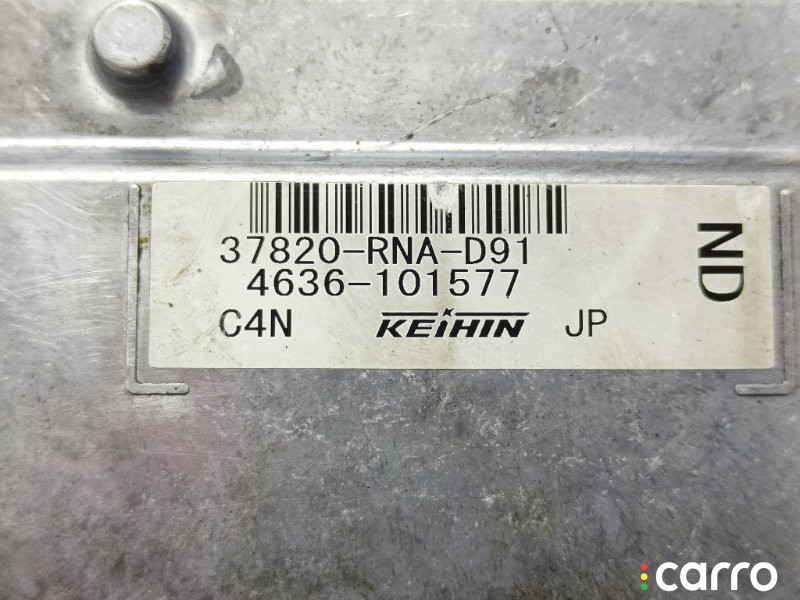 37820-RNA-D91
4636-101577
C4N KEIHIN JP
ND
carro